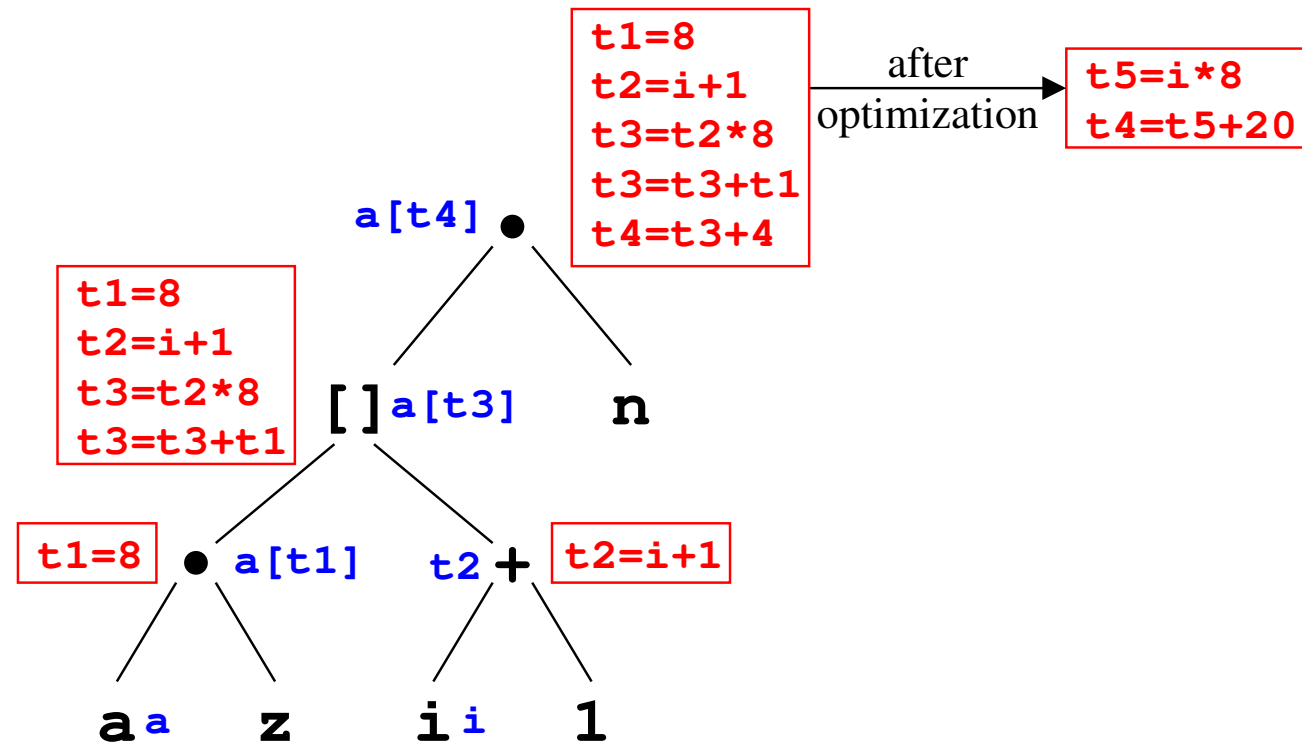 t1=8
t2=i+1
t3=t2*8
t3=t3+t1
t4=t3+4
after
optimization
t5=i*8
t4=t5+20
a[t4] •
t1=8
t2=i+1
t3=t2*8
t3=t3+t1
[] a[t3]
n
t1=8
• a[t1]
t2 +
t2=i+1
a a
z
i i
1